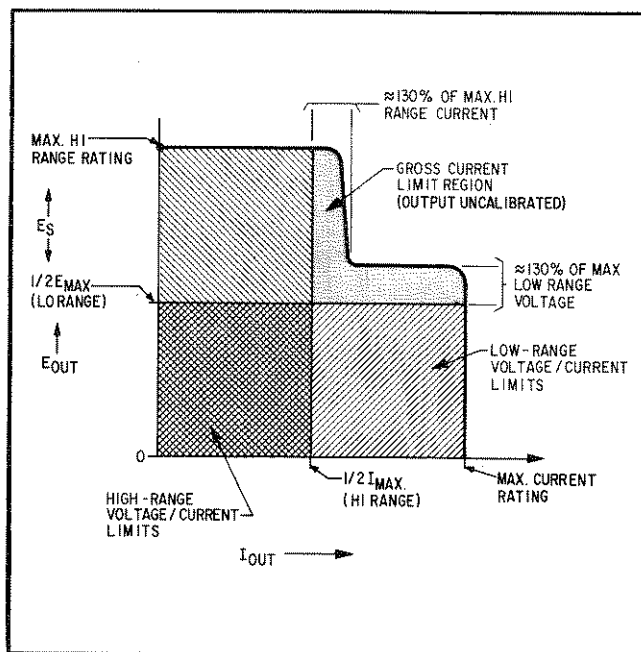 ≈130% OF MAX. HI
RANGE CURRENT
MAX. HI
RANGE RATING
GROSS CURRENT
LIMIT REGION
(OUTPUT UNCALIBRATED)
ES
1/2EMAX
(LO RANGE)
≈130% OF MAX
LOW RANGE
VOLTAGE
EOUT
LOW-RANGE
VOLTAGE/CURRENT
LIMITS
0
1/2 IMAX.
(HI RANGE)
MAX. CURRENT
RATING
HIGH-RANGE
VOLTAGE/CURRENT
LIMITS
IOUT